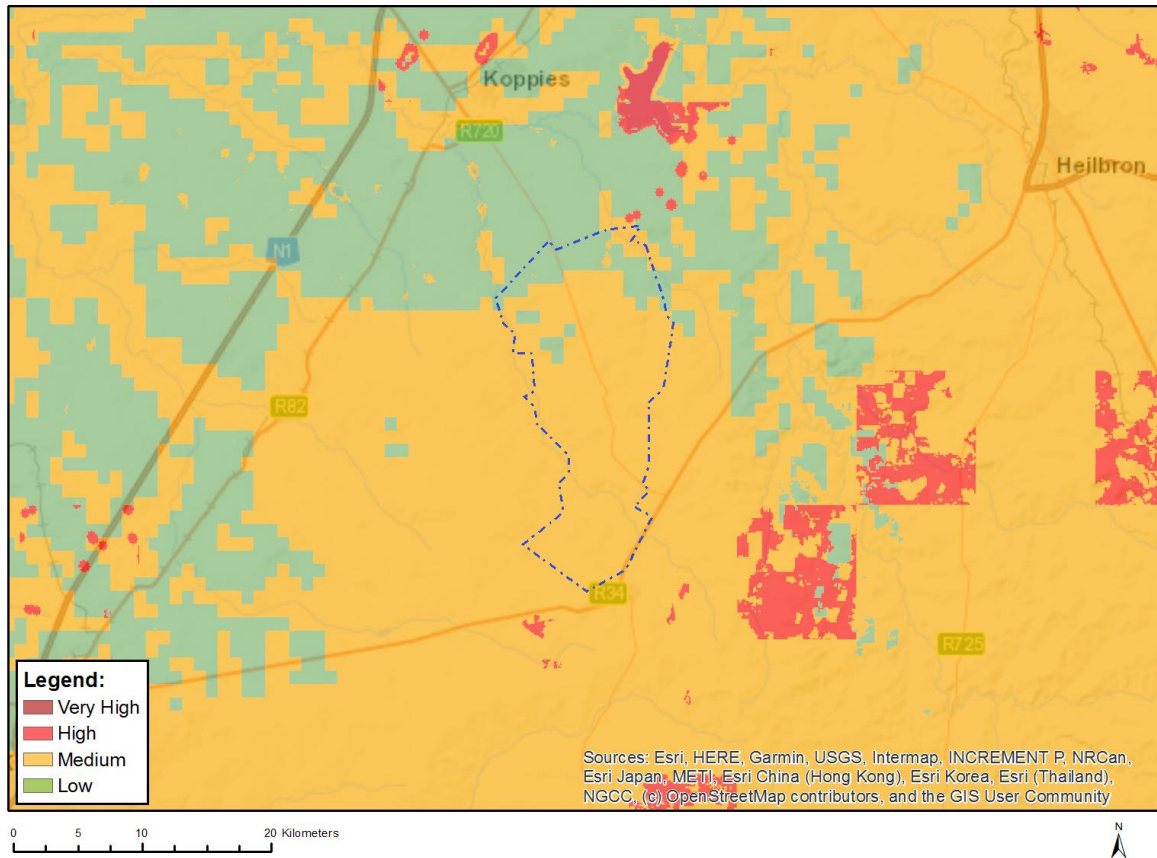 Koppies
R720
Heilbron
N1
R82
R34
R725
Legend:
Very High
High
Medium
Low
Sources: Esri, HERE, Garmin, USGS, Intermap, INCREMENT P, NRCan,
Esri Japan, METI, Esri China (Hong Kong), Esri Korea, Esri (Thailand),
NGCC, (c) OpenStreetMap contributors, and the GIS User Community
0 5 10 20 Kilometers
N